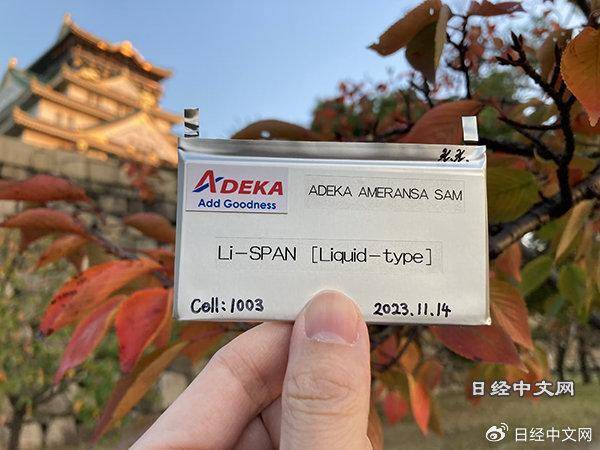 ADEKA
Add Goodness
ADEKA AMERANSA SAM
Li-SPAN [Liquid-type]
Cell:1003
2023.11.14
日经中文网
日经中文网